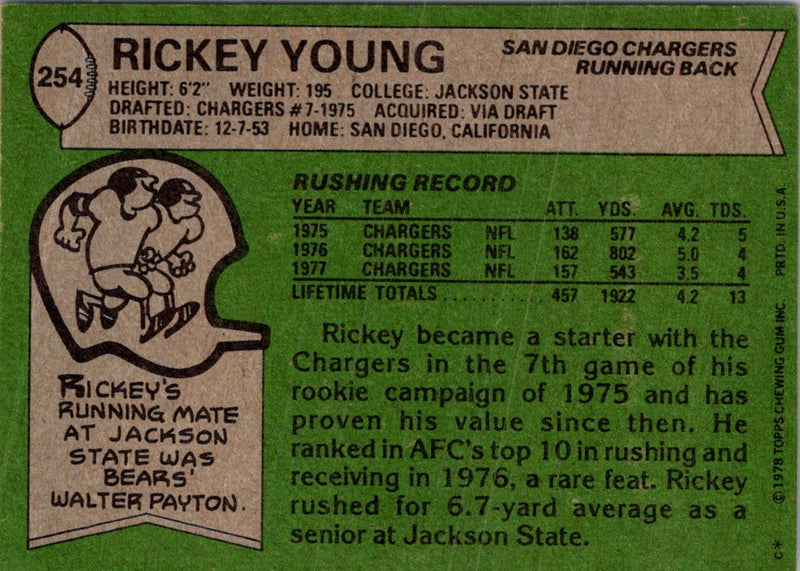 254
RICKEY YOUNG
SAN DIEGO CHARGERS
RUNNING BACK
HEIGHT: 6'2" WEIGHT: 195 COLLEGE: JACKSON STATE
DRAFTED: CHARGERS #7-1975 ACQUIRED: VIA DRAFT
BIRTHDATE: 12-7-53 HOME: SAN DIEGO, CALIFORNIA
RUSHING RECORD
YEAR TEAM ATT. YDS. AVG. TDS.
1975 CHARGERS NFL 138 577 4.2 5
1976 CHARGERS NFL 162 802 5.0 4
1977 CHARGERS NFL 157 543 3.5 4
LIFETIME TOTALS.......... 457 1922 4.2 13
Rickey became a starter with the
Chargers in the 7th game of his
rookie campaign of 1975 and has
proven his value since then. He
ranked in AFC's top 10 in rushing and
receiving in 1976, a rare feat. Rickey
rushed for 6.7-yard average as a
senior at Jackson State.
RICKEY'S
RUNNING MATE
AT JACKSON
STATE WAS
BEARS'
WALTER PAYTON.
C* © 1978 TOPPS CHEWING GUM INC. PRTD. IN U.S.A.